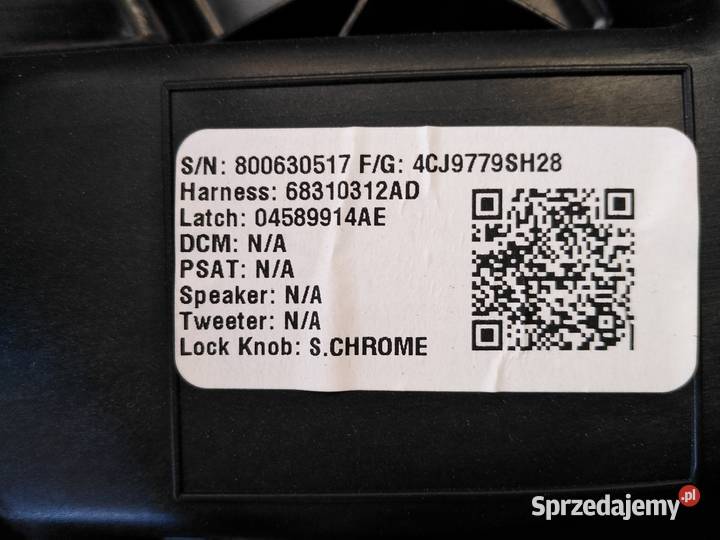 S/N: 800630517 F/G: 4CJ9779SH28
Harness: 68310312AD
Latch: 04589914AE
DCM: N/A
PSAT: N/A
Speaker: N/A
Tweeter: N/A
Lock Knob: S.CHROME
Sprzedajemy.pl